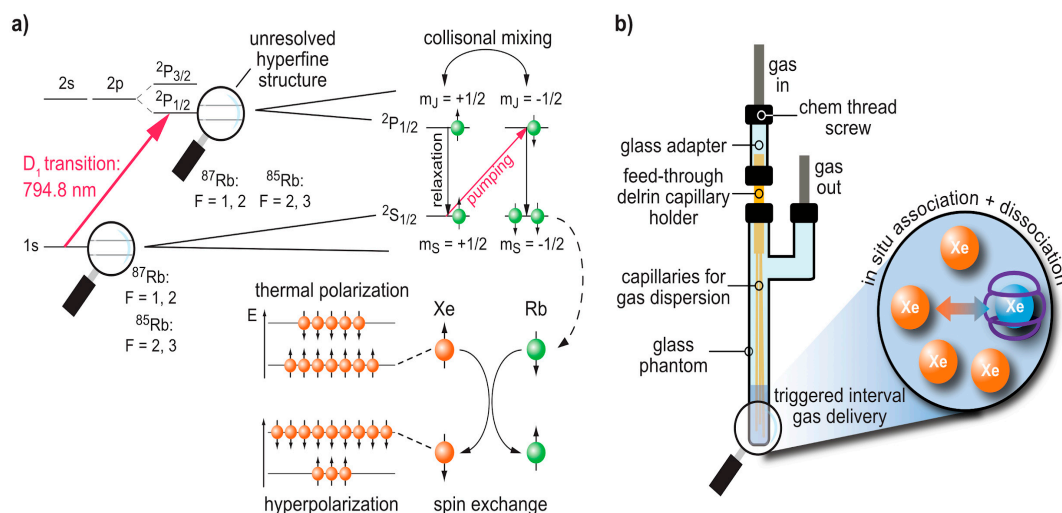 a)
unresolved
hyperfine
structure
collisonal mixing
2s
2p
²P₃/₂
²P₁/₂
mJ = +1/2
mJ = -1/2
²P₁/₂
D₁ transition:
794.8 nm
relaxation
pumping
⁸⁷Rb:
F = 1, 2
⁸⁵Rb:
F = 2, 3
²S₁/₂
1s
mS = +1/2
mS = -1/2
⁸⁷Rb:
F = 1, 2
⁸⁵Rb:
F = 2, 3
thermal polarization
E
Xe
Rb
hyperpolarization
spin exchange
b)
gas
in
chem thread
screw
glass adapter
gas
out
feed-through
delrin capillary
holder
capillaries for
gas dispersion
glass
phantom
triggered interval
gas delivery
in situ association + dissociation
Xe
Xe
Xe
Xe
Xe